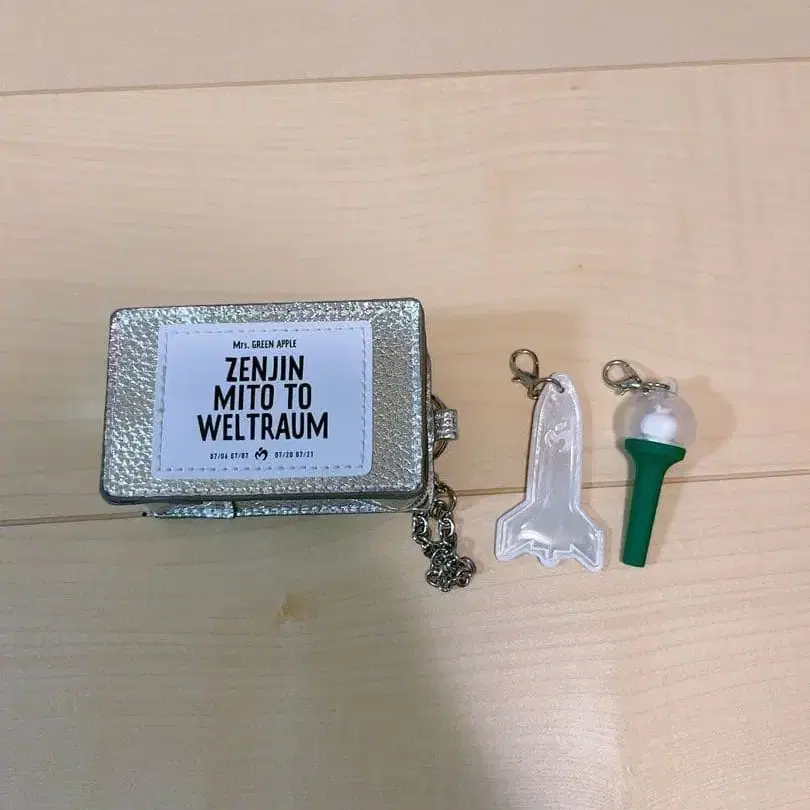 Mrs. GREEN APPLE
ZENJIN
MITO TO
WELTRAUM
07/06 07/07 07/20 07/21